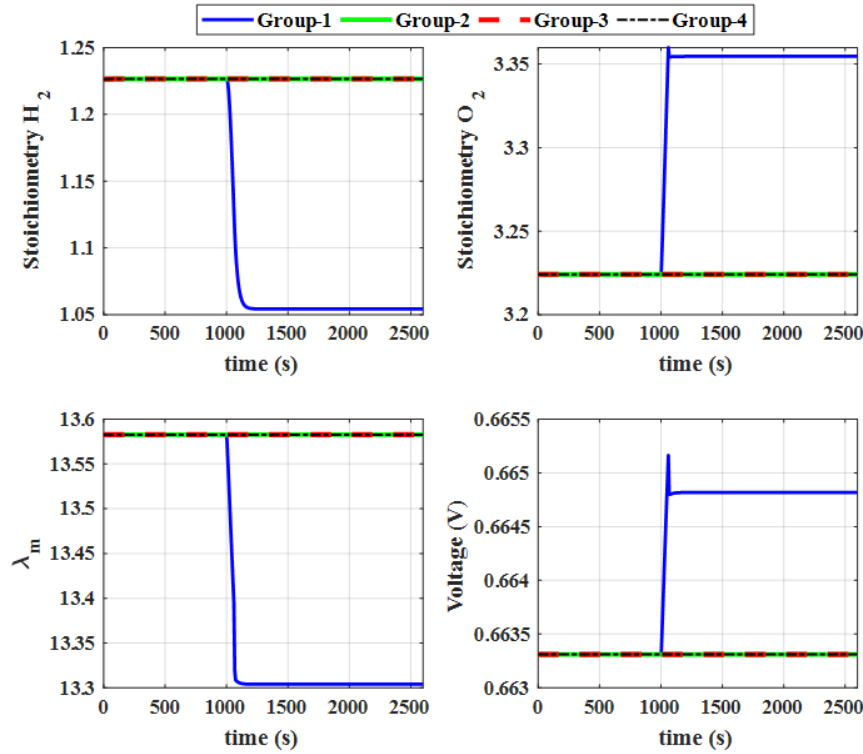 Group-1 Group-2 Group-3 Group-4
Stoichiometry H2
1.25
1.2
1.15
1.1
1.05
0 500 1000 1500 2000 2500
time (s)
Stoichiometry O2
3.35
3.3
3.25
3.2
0 500 1000 1500 2000 2500
time (s)
λm
13.6
13.55
13.5
13.45
13.4
13.35
13.3
0 500 1000 1500 2000 2500
time (s)
Voltage (V)
0.6655
0.665
0.6645
0.664
0.6635
0.663
0 500 1000 1500 2000 2500
time (s)